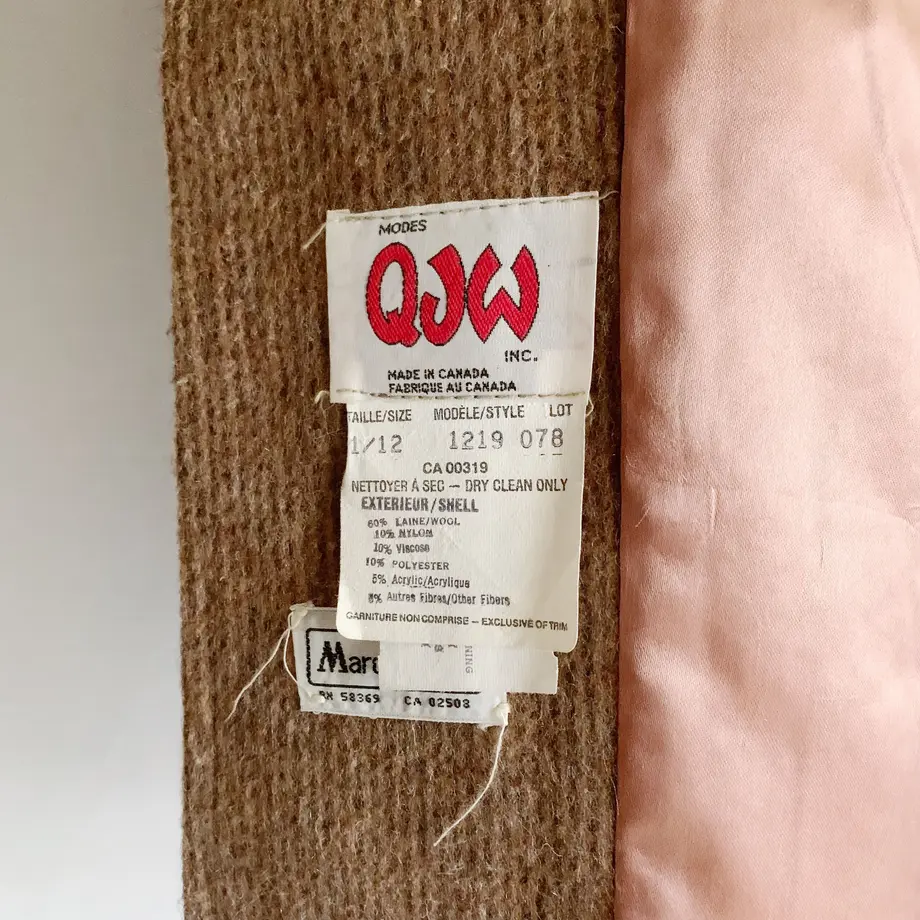 MODES
QJW
INC.
MADE IN CANADA
FABRIQUE AU CANADA
TAILLE/SIZE MODÈLE/STYLE LOT
1/12 1219 078
CA 00319
NETTOYER À SEC — DRY CLEAN ONLY
EXTERIEUR/SHELL
60% LAINE/WOOL
10% NYLON
10% Viscose
10% POLYESTER
5% Acrylic/Acrylique
5% Autres Fibres/Other Fibers
GARNITURE NON COMPRISE — EXCLUSIVE OF TRIM
NING
Marc
RN 58369 CA 02508